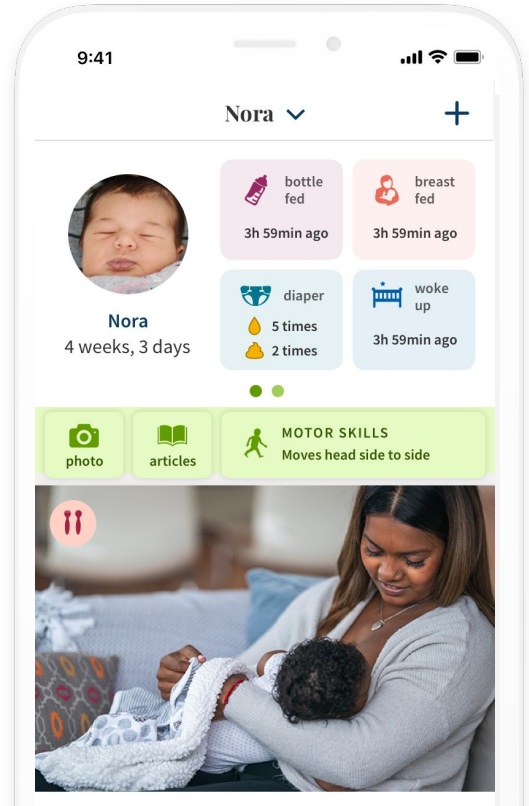 9:41
Nora
bottle
fed
3h 59min ago
breast
fed
3h 59min ago
diaper
5 times
2 times
woke
up
3h 59min ago
Nora
4 weeks, 3 days
photo
articles
MOTOR SKILLS
Moves head side to side